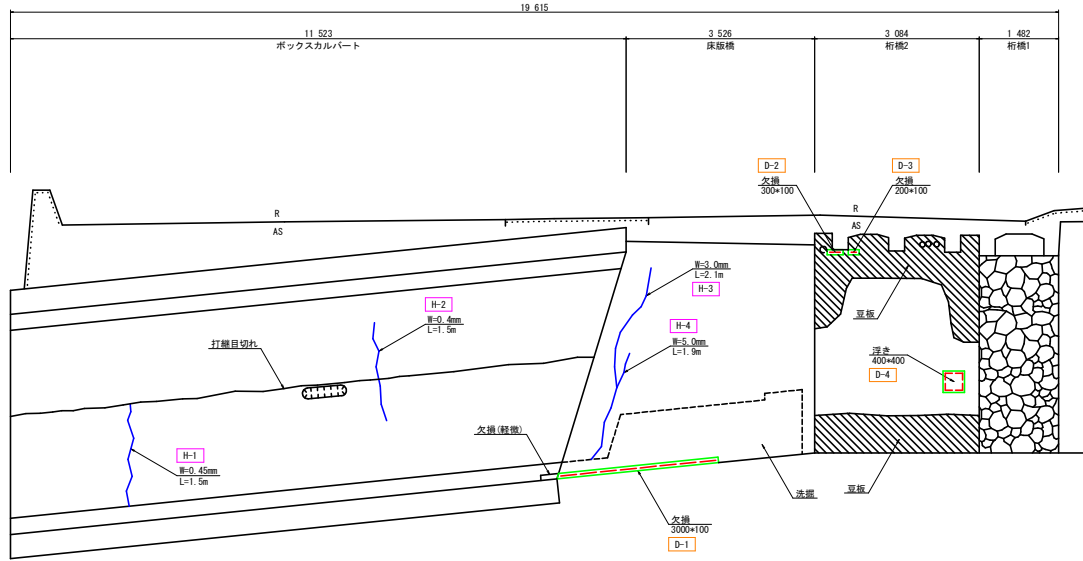 19 615
11 523
ボックスカルバート
3 526
床版橋
3 084
桁橋2
1 482
桁橋1
D-2
欠損
300*100
D-3
欠損
200*100
R
AS
R
AS
W=3.0mm
L=2.1m
H-3
H-2
W=0.4mm
L=1.5m
H-4
W=5.0mm
L=1.9m
豆板
打継目切れ
浮き
400*400
D-4
欠損(軽微)
H-1
W=0.45mm
L=1.5m
洗掘
豆板
欠損
3000*100
D-1